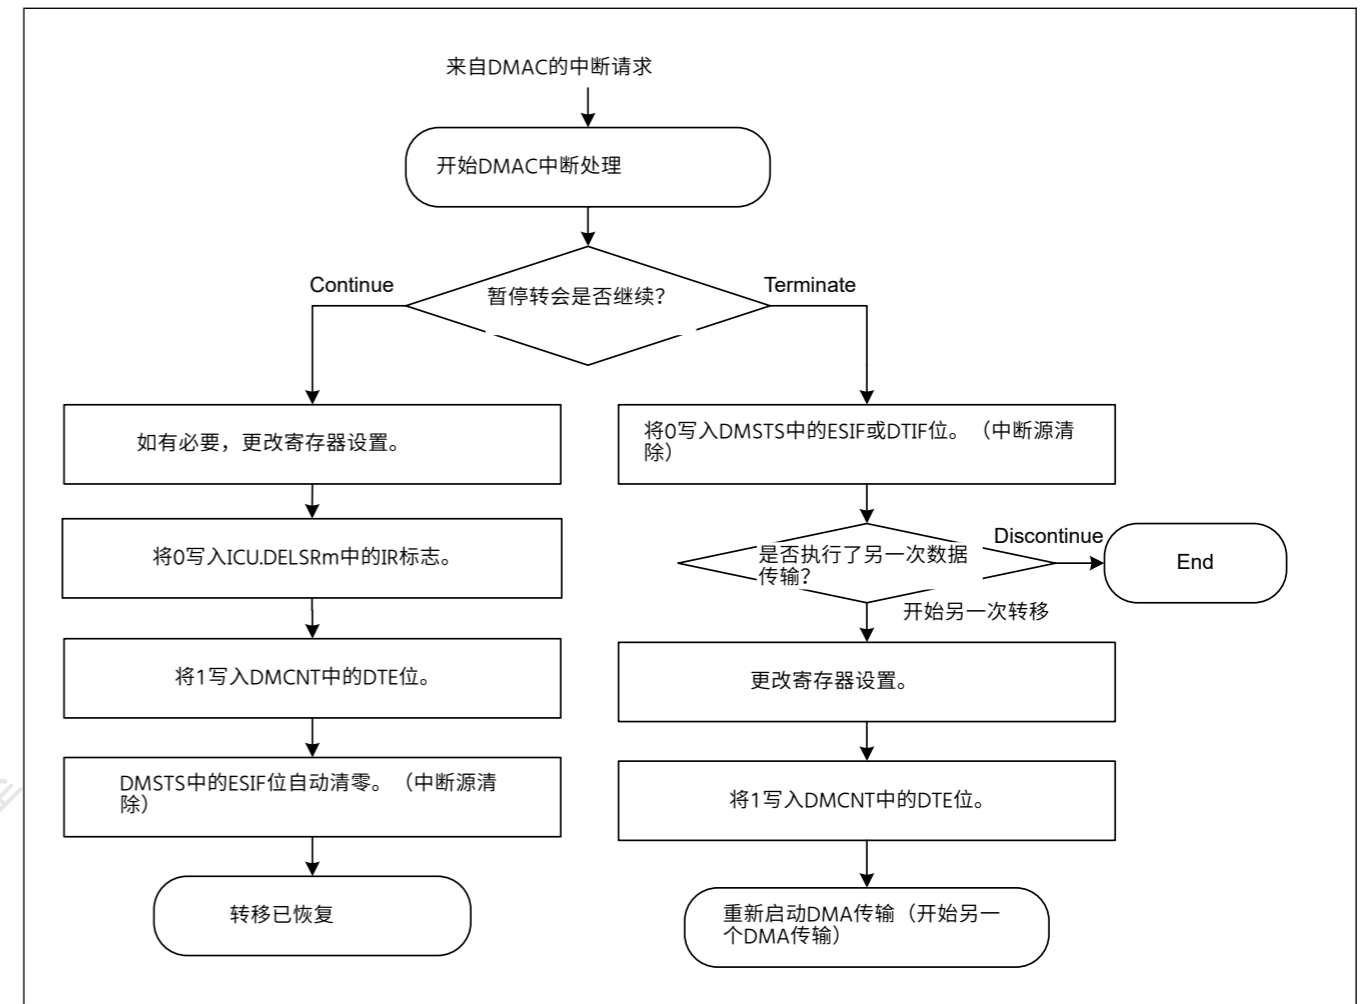 来自DMAC的中断请求
开始DMAC中断处理
暂停转会是否继续？
Continue
Terminate
如有必要，更改寄存器设置。
将0写入ICU.DELSRm中的IR标志。
将1写入DMCNT中的DTE位。
DMSTS中的ESIF位自动清零。（中断源清
除）
转移已恢复
将0写入DMSTS中的ESIF或DTIF位。（中断源清
除）
是否执行了另一次数据
传输？
Discontinue
End
开始另一次转移
更改寄存器设置。
将1写入DMCNT中的DTE位。
重新启动DMA传输（开始另一
个DMA传输）